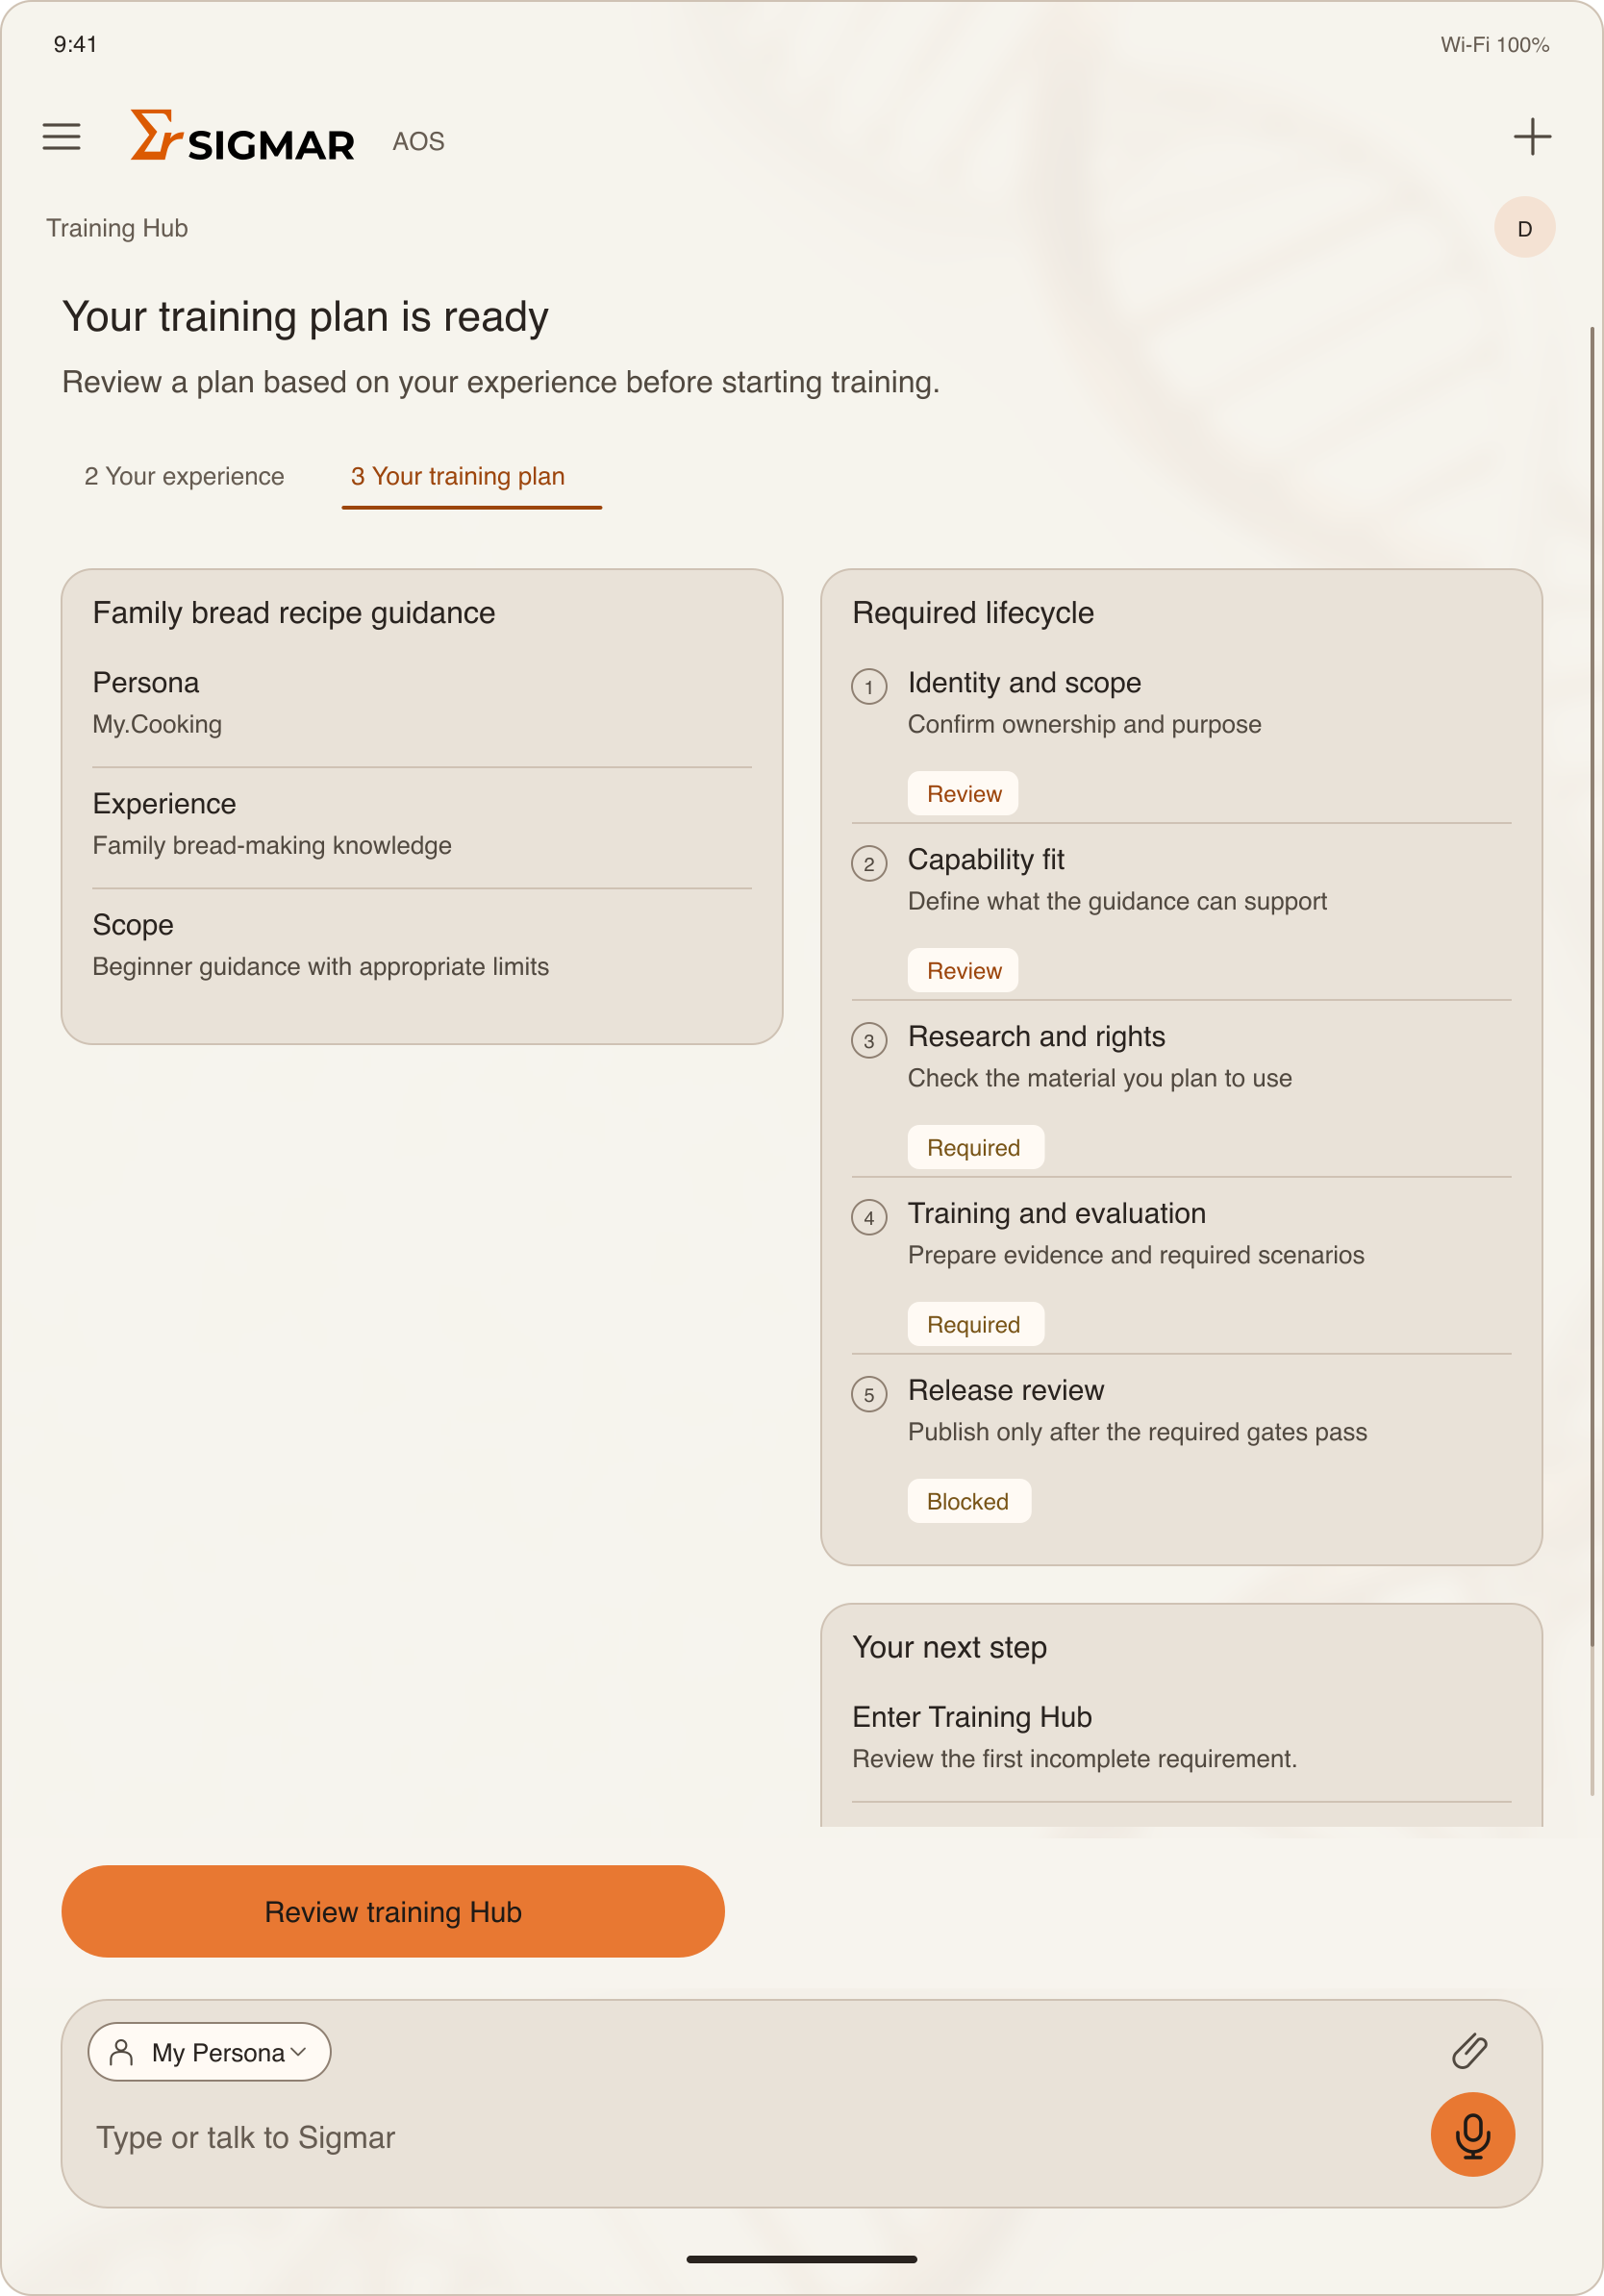 9:41
Wi-Fi 100%
Σr SIGMAR AOS
Training Hub
D
Your training plan is ready
Review a plan based on your experience before starting training.
2 Your experience
3 Your training plan
Family bread recipe guidance
Persona
My.Cooking
Experience
Family bread-making knowledge
Scope
Beginner guidance with appropriate limits
Required lifecycle
1 Identity and scope
Confirm ownership and purpose
Review
2 Capability fit
Define what the guidance can support
Review
3 Research and rights
Check the material you plan to use
Required
4 Training and evaluation
Prepare evidence and required scenarios
Required
5 Release review
Publish only after the required gates pass
Blocked
Your next step
Enter Training Hub
Review the first incomplete requirement.
Review training Hub
My Persona
Type or talk to Sigmar